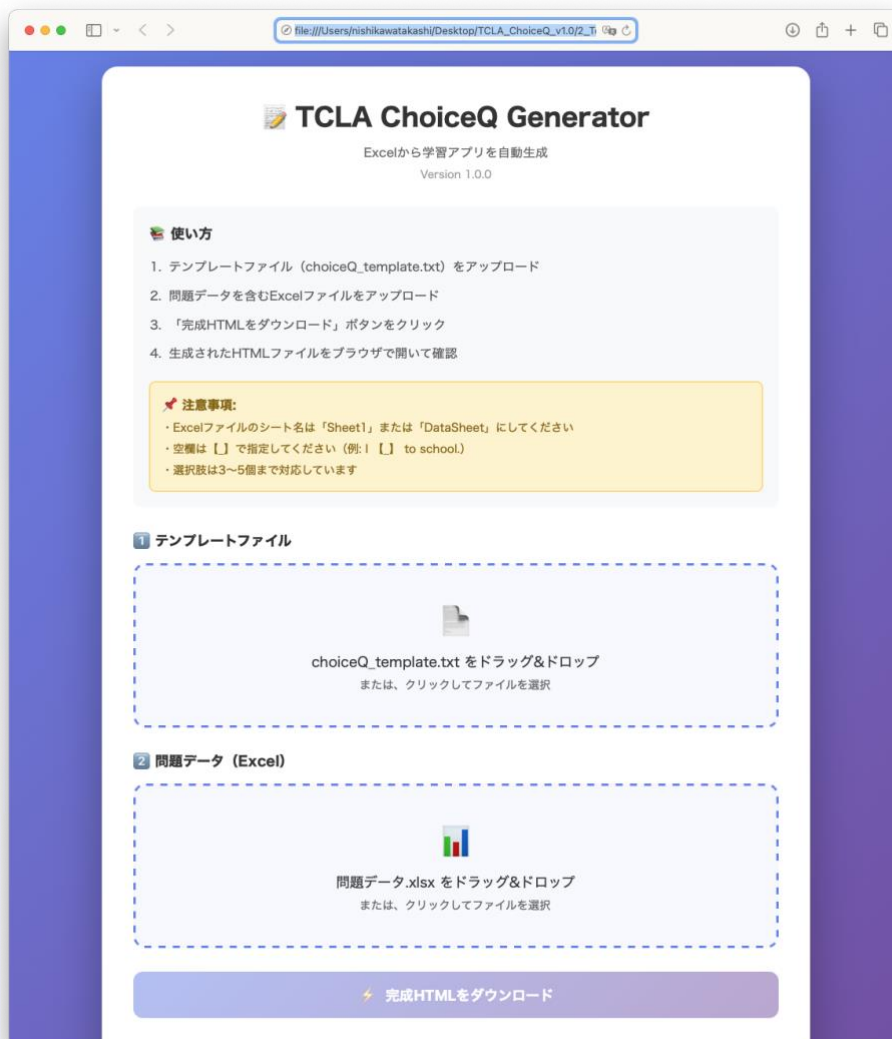 file:///Users/nishikawatakashi/Desktop/TCLA_ChoiceQ_v1.0/2_T
TCLA ChoiceQ Generator
Excelから学習アプリを自動生成
Version 1.0.0
使い方
1. テンプレートファイル（choiceQ_template.txt）をアップロード
2. 問題データを含むExcelファイルをアップロード
3. 「完成HTMLをダウンロード」ボタンをクリック
4. 生成されたHTMLファイルをブラウザで開いて確認
注意事項:
・Excelファイルのシート名は「Sheet1」または「DataSheet」にしてください
・空欄は【_】で指定してください（例: I 【_】 to school.）
・選択肢は3〜5個まで対応しています
1 テンプレートファイル
choiceQ_template.txt をドラッグ&ドロップ
または、クリックしてファイルを選択
2 問題データ（Excel）
問題データ.xlsx をドラッグ&ドロップ
または、クリックしてファイルを選択
完成HTMLをダウンロード